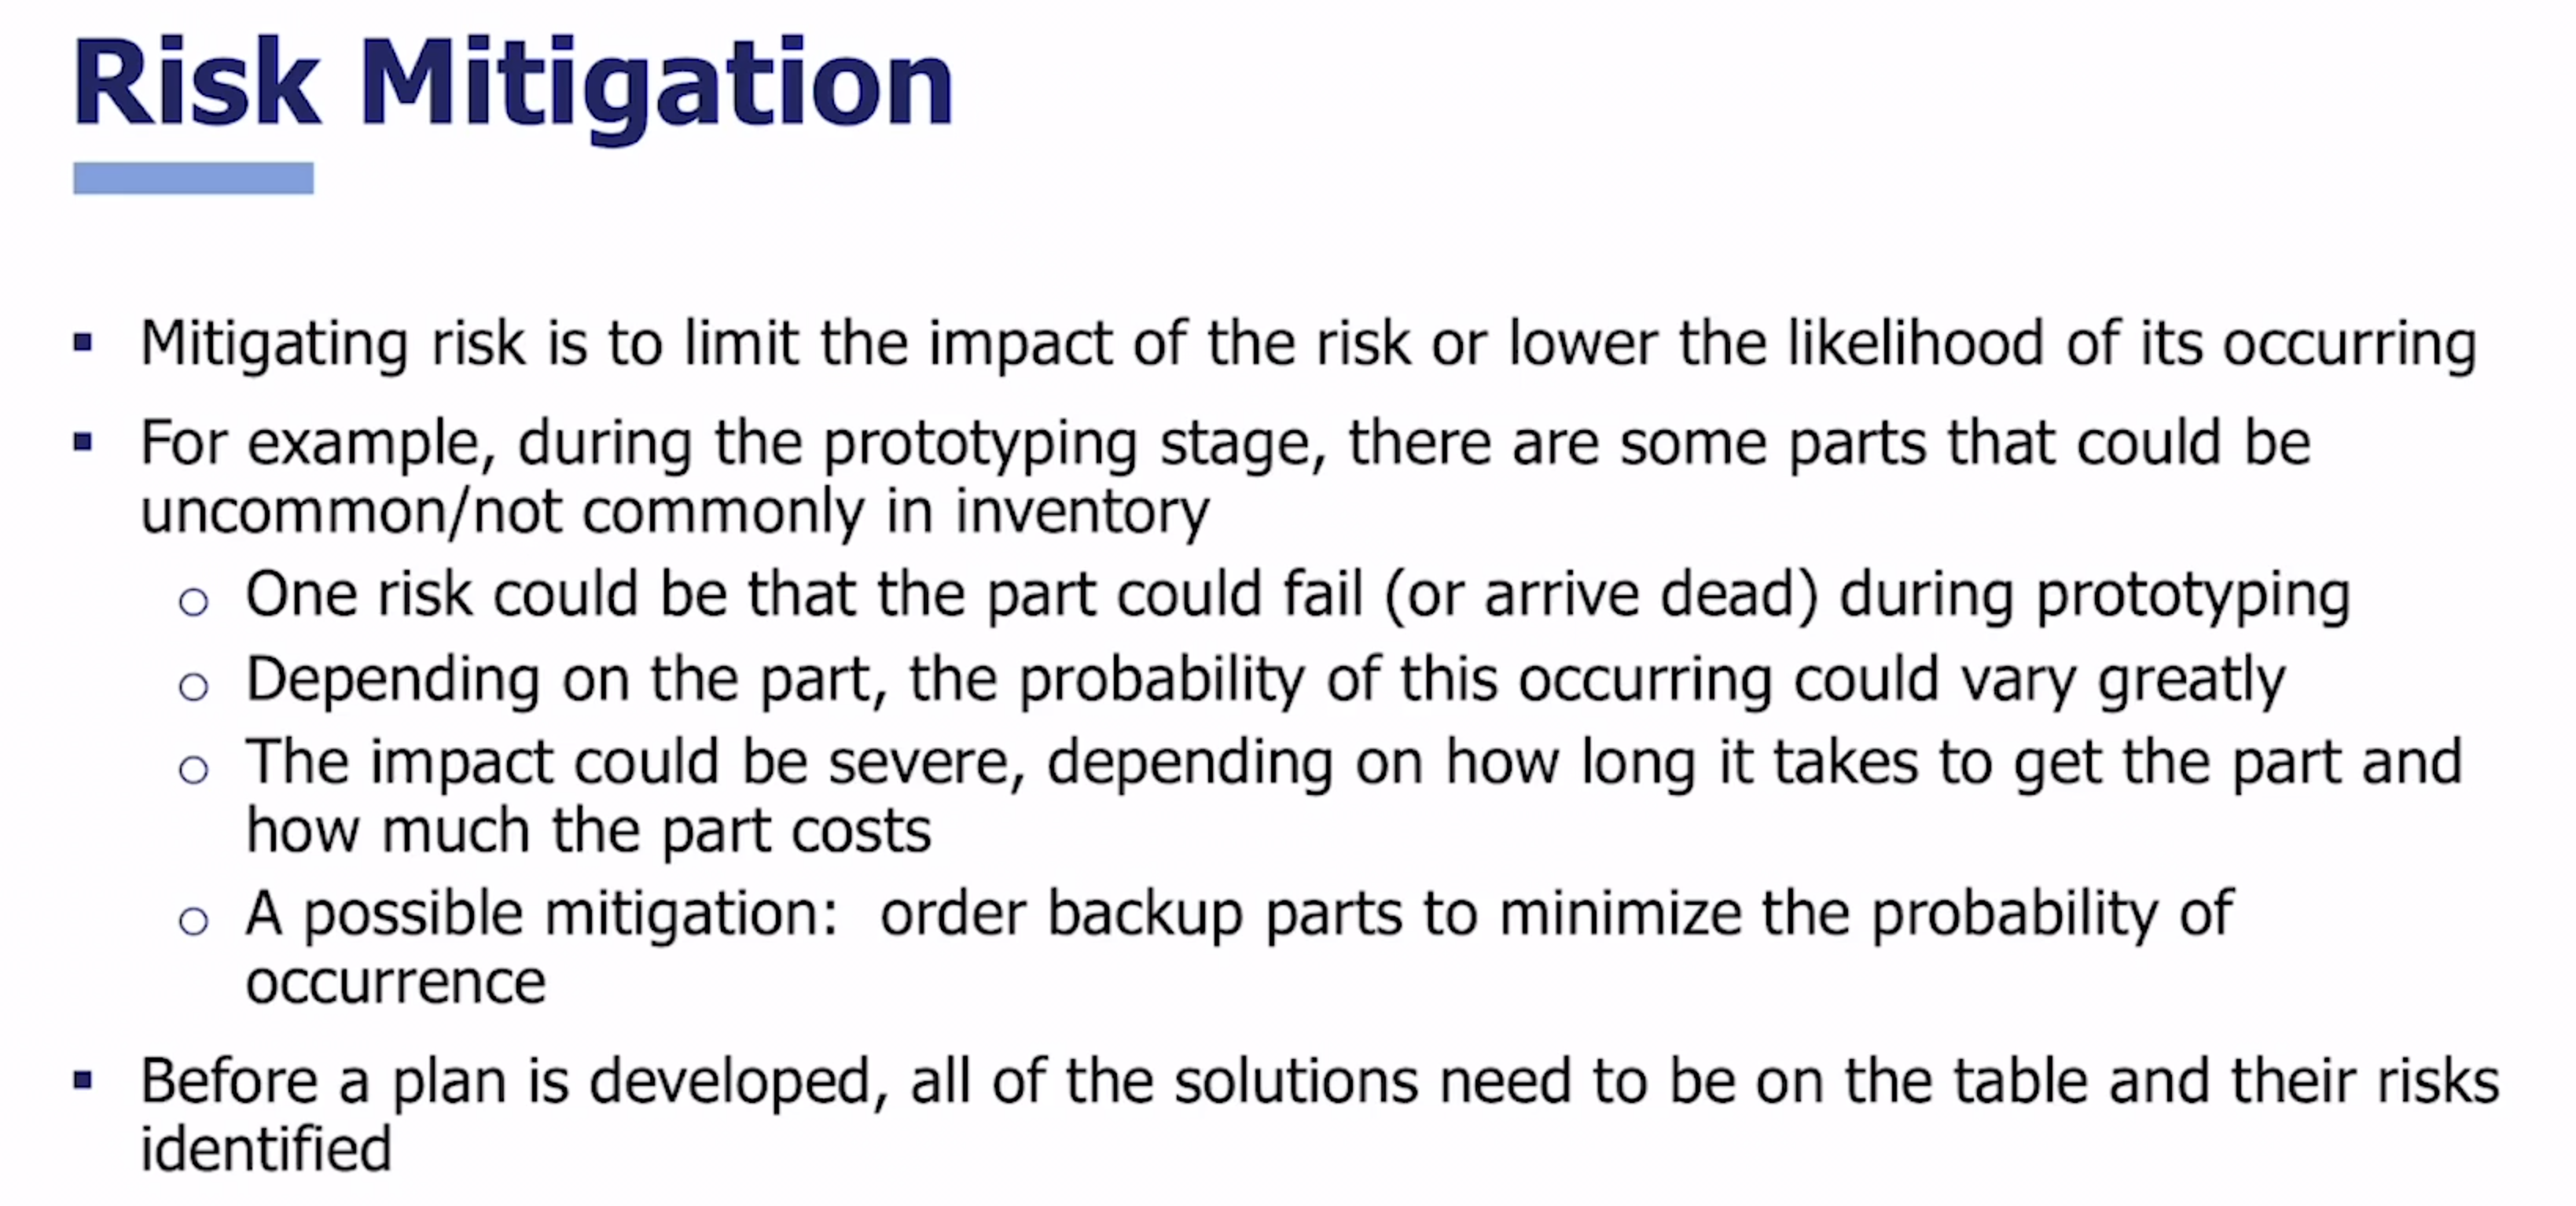 Risk Mitigation
▪ Mitigating risk is to limit the impact of the risk or lower the likelihood of its occurring
▪ For example, during the prototyping stage, there are some parts that could be
uncommon/not commonly in inventory
○ One risk could be that the part could fail (or arrive dead) during prototyping
○ Depending on the part, the probability of this occurring could vary greatly
○ The impact could be severe, depending on how long it takes to get the part and
how much the part costs
○ A possible mitigation:  order backup parts to minimize the probability of
occurrence
▪ Before a plan is developed, all of the solutions need to be on the table and their risks
identified